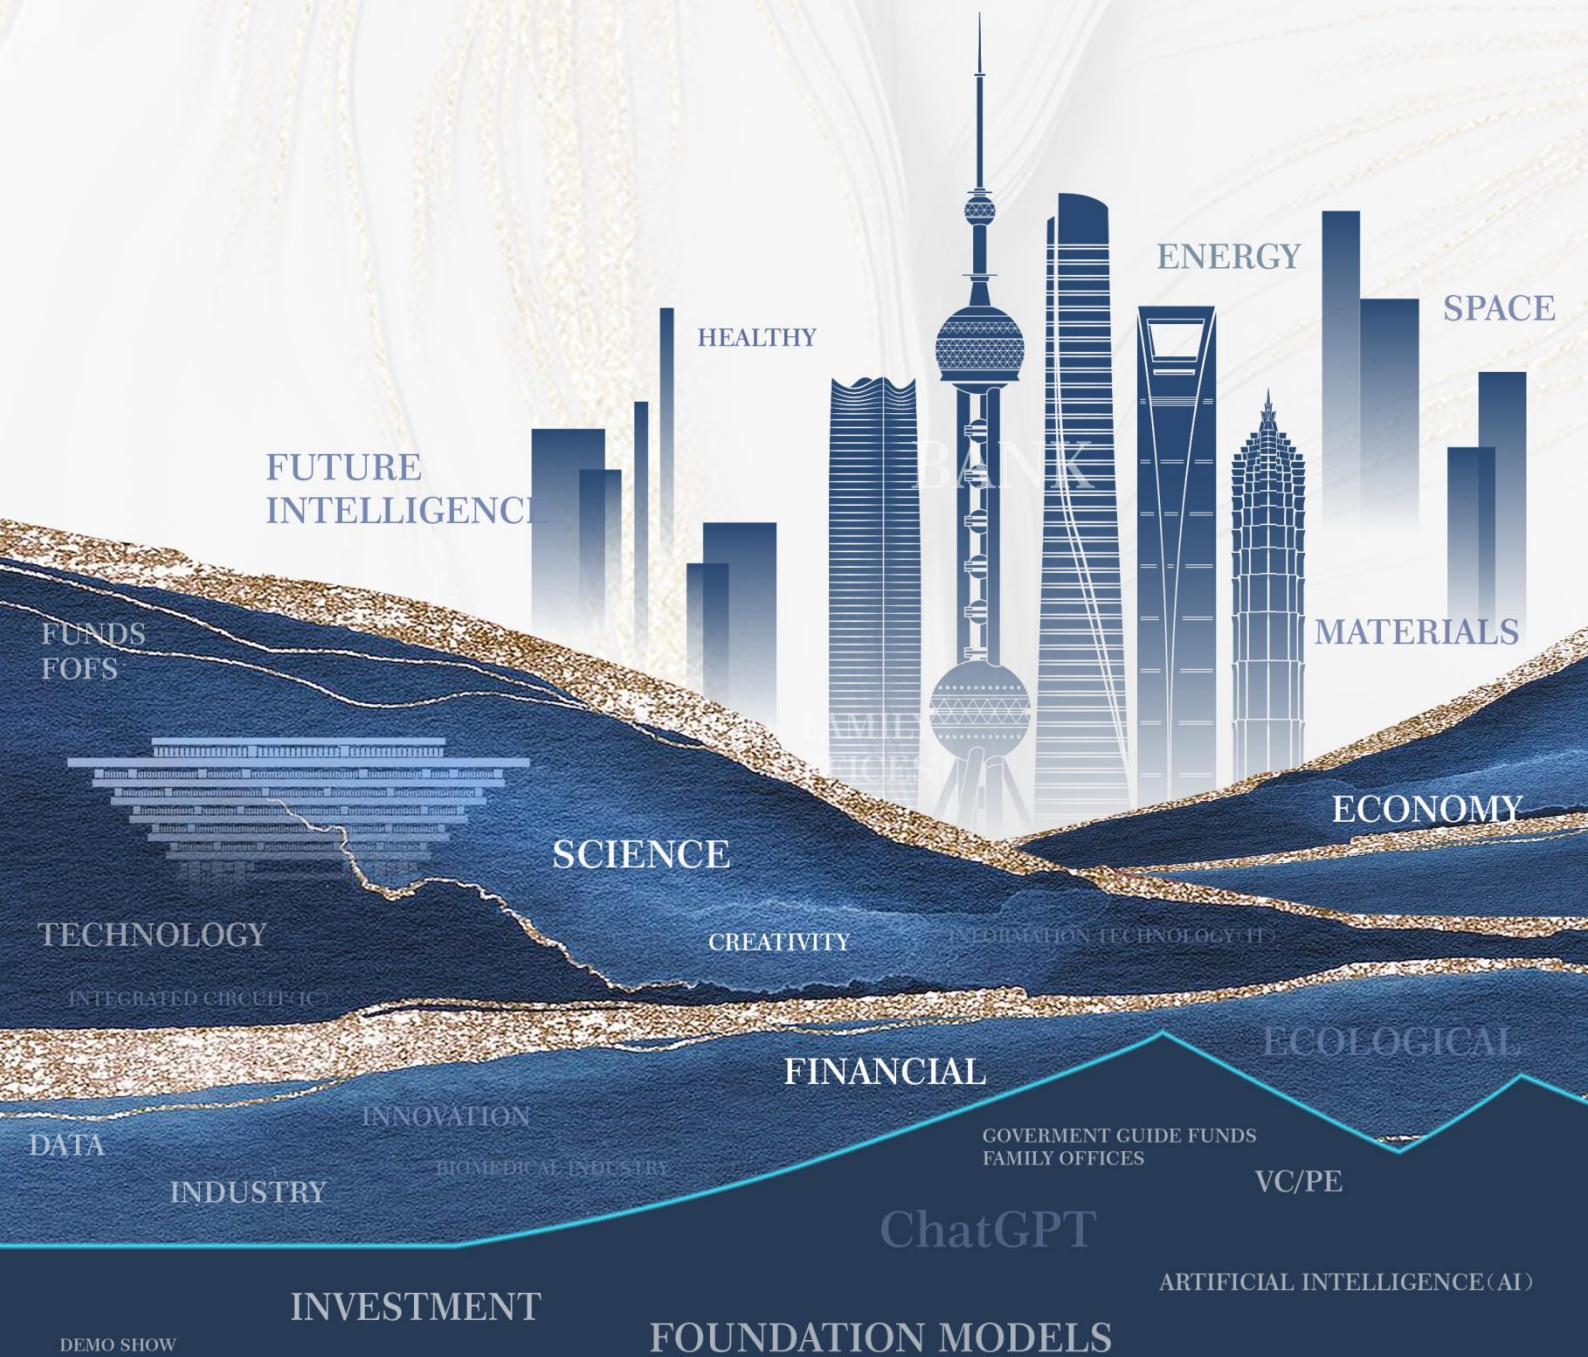 ENERGY
SPACE
HEALTHY
BANK
FUTURE
INTELLIGENCE
MATERIALS
FUNDS
FOFS
FAMILY
OFFICES
ECONOMY
SCIENCE
TECHNOLOGY
CREATIVITY
INFORMATION TECHNOLOGY(IT)
INTEGRATED CIRCUIT(IC)
ECOLOGICAL
FINANCIAL
INNOVATION
DATA
GOVERMENT GUIDE FUNDS
FAMILY OFFICES
BIOMEDICAL INDUSTRY
VC/PE
INDUSTRY
ChatGPT
ARTIFICIAL INTELLIGENCE(AI)
INVESTMENT
FOUNDATION MODELS
DEMO SHOW